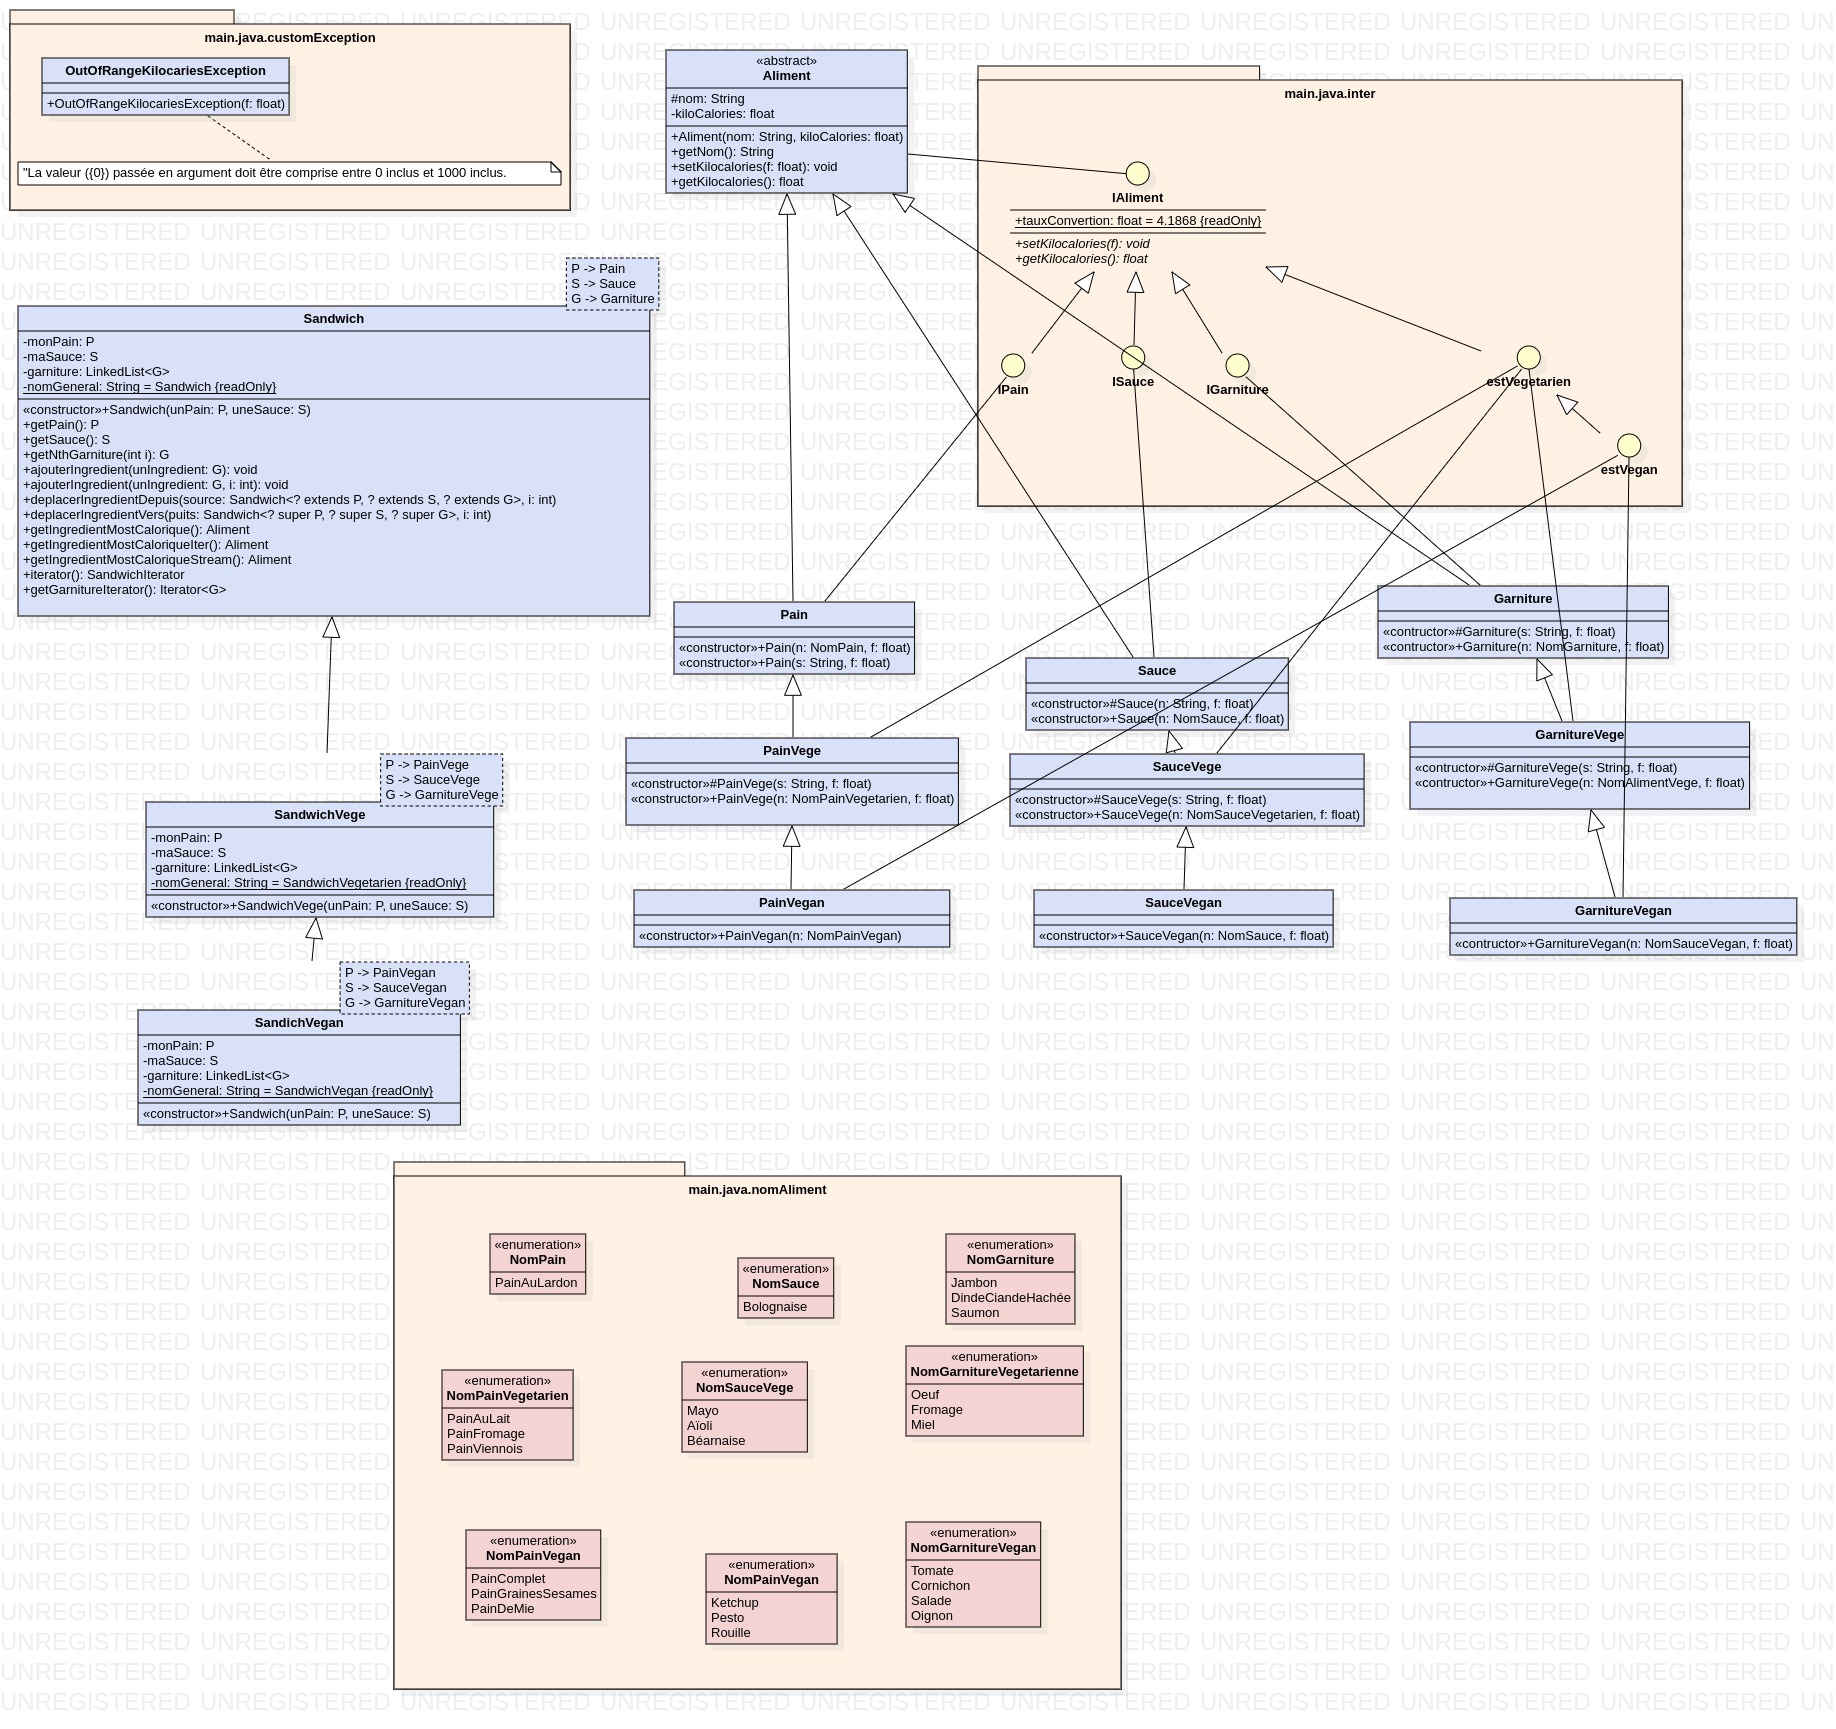 main.java.customException
OutOfRangeKilocariesException
+OutOfRangeKilocariesException(f: float)
"La valeur ({0}) passée en argument doit être comprise entre 0 inclus et 1000 inclus.
«abstract»
Aliment
#nom: String
-kiloCalories: float
+Aliment(nom: String, kiloCalories: float)
+getNom(): String
+setKilocalories(f: float): void
+getKilocalories(): float
main.java.inter
IAliment
+tauxConvertion: float = 4.1868 {readOnly}
+setKilocalories(f): void
+getKilocalories(): float
IPain
ISauce
IGarniture
estVegetarien
estVegan
P -> Pain
S -> Sauce
G -> Garniture
Sandwich
-monPain: P
-maSauce: S
-garniture: LinkedList<G>
-nomGeneral: String = Sandwich {readOnly}
«constructor»+Sandwich(unPain: P, uneSauce: S)
+getPain(): P
+getSauce(): S
+getNthGarniture(int i): G
+ajouterIngredient(unIngredient: G): void
+ajouterIngredient(unIngredient: G, i: int): void
+deplacerIngredientDepuis(source: Sandwich<? extends P, ? extends S, ? extends G>, i: int)
+deplacerIngredientVers(puits: Sandwich<? super P, ? super S, ? super G>, i: int)
+getIngredientMostCalorique(): Aliment
+getIngredientMostCaloriqueIter(): Aliment
+getIngredientMostCaloriqueStream(): Aliment
+iterator(): SandwichIterator
+getGarnitureIterator(): Iterator<G>
Pain
«constructor»+Pain(n: NomPain, f: float)
«constructor»+Pain(s: String, f: float)
Sauce
«constructor»#Sauce(n: String, f: float)
«constructor»+Sauce(n: NomSauce, f: float)
Garniture
«contructor»#Garniture(s: String, f: float)
«contructor»+Garniture(n: NomGarniture, f: float)
PainVege
«constructor»#PainVege(s: String, f: float)
«constructor»+PainVege(n: NomPainVegetarien, f: float)
SauceVege
«constructor»#SauceVege(s: String, f: float)
«constructor»+SauceVege(n: NomSauceVegetarien, f: float)
GarnitureVege
«contructor»#GarnitureVege(s: String, f: float)
«contructor»+GarnitureVege(n: NomAlimentVege, f: float)
P -> PainVege
S -> SauceVege
G -> GarnitureVege
SandwichVege
-monPain: P
-maSauce: S
-garniture: LinkedList<G>
-nomGeneral: String = SandwichVegetarien {readOnly}
«constructor»+SandwichVege(unPain: P, uneSauce: S)
PainVegan
«constructor»+PainVegan(n: NomPainVegan)
SauceVegan
«constructor»+SauceVegan(n: NomSauce, f: float)
GarnitureVegan
«contructor»+GarnitureVegan(n: NomSauceVegan, f: float)
P -> PainVegan
S -> SauceVegan
G -> GarnitureVegan
SandichVegan
-monPain: P
-maSauce: S
-garniture: LinkedList<G>
-nomGeneral: String = SandwichVegan {readOnly}
«constructor»+Sandwich(unPain: P, uneSauce: S)
main.java.nomAliment
«enumeration»
NomPain
PainAuLardon
«enumeration»
NomSauce
Bolognaise
«enumeration»
NomGarniture
Jambon
DindeCiandeHachée
Saumon
«enumeration»
NomPainVegetarien
PainAuLait
PainFromage
PainViennois
«enumeration»
NomSauceVege
Mayo
Aïoli
Béarnaise
«enumeration»
NomGarnitureVegetarienne
Oeuf
Fromage
Miel
«enumeration»
NomPainVegan
PainComplet
PainGrainesSesames
PainDeMie
«enumeration»
NomPainVegan
Ketchup
Pesto
Rouille
«enumeration»
NomGarnitureVegan
Tomate
Cornichon
Salade
Oignon